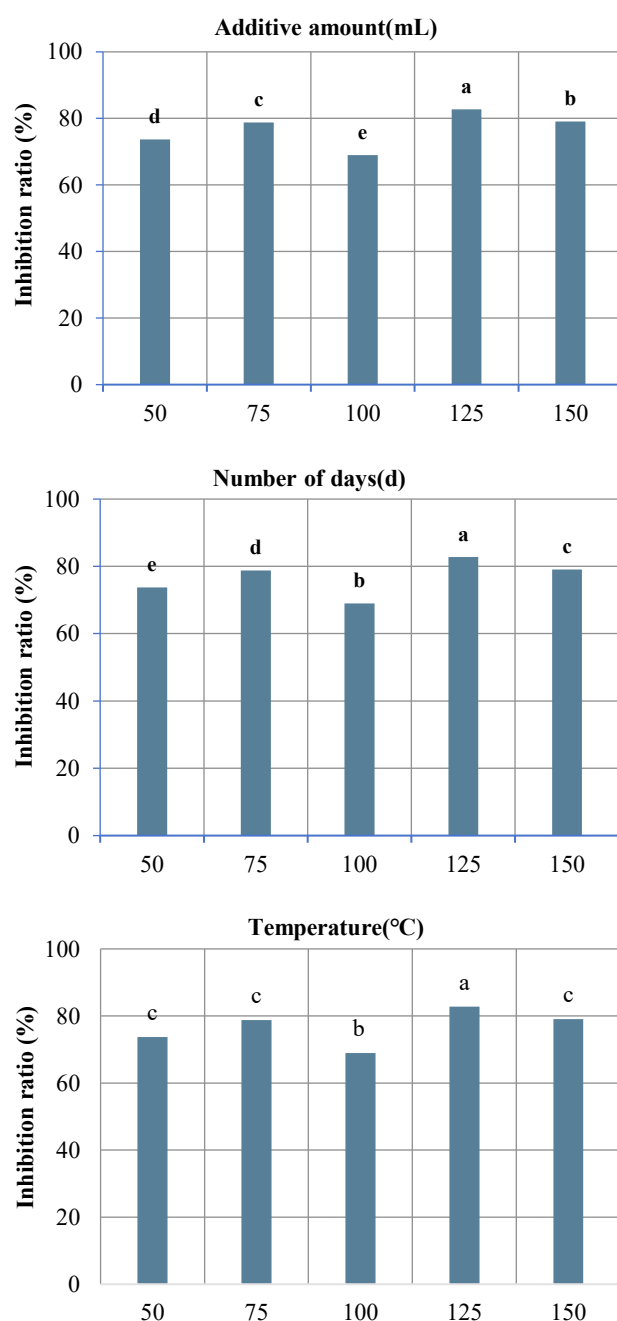 Additive amount(mL)
Inhibition ratio (%)
100
80
60
40
20
0
d
c
e
a
b
50 75 100 125 150
Number of days(d)
Inhibition ratio (%)
100
80
60
40
20
0
e
d
b
a
c
50 75 100 125 150
Temperature(°C)
Inhibition ratio (%)
100
80
60
40
20
0
c
c
b
a
c
50 75 100 125 150